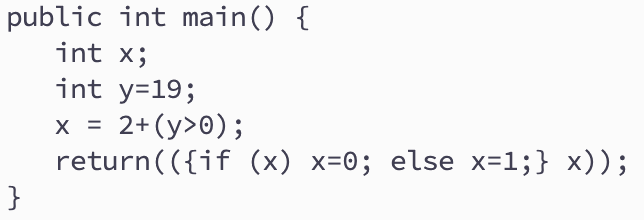 public int main() {
   int x;
   int y=19;
   x = 2+(y>0);
   return(({if (x) x=0; else x=1;} x));
}